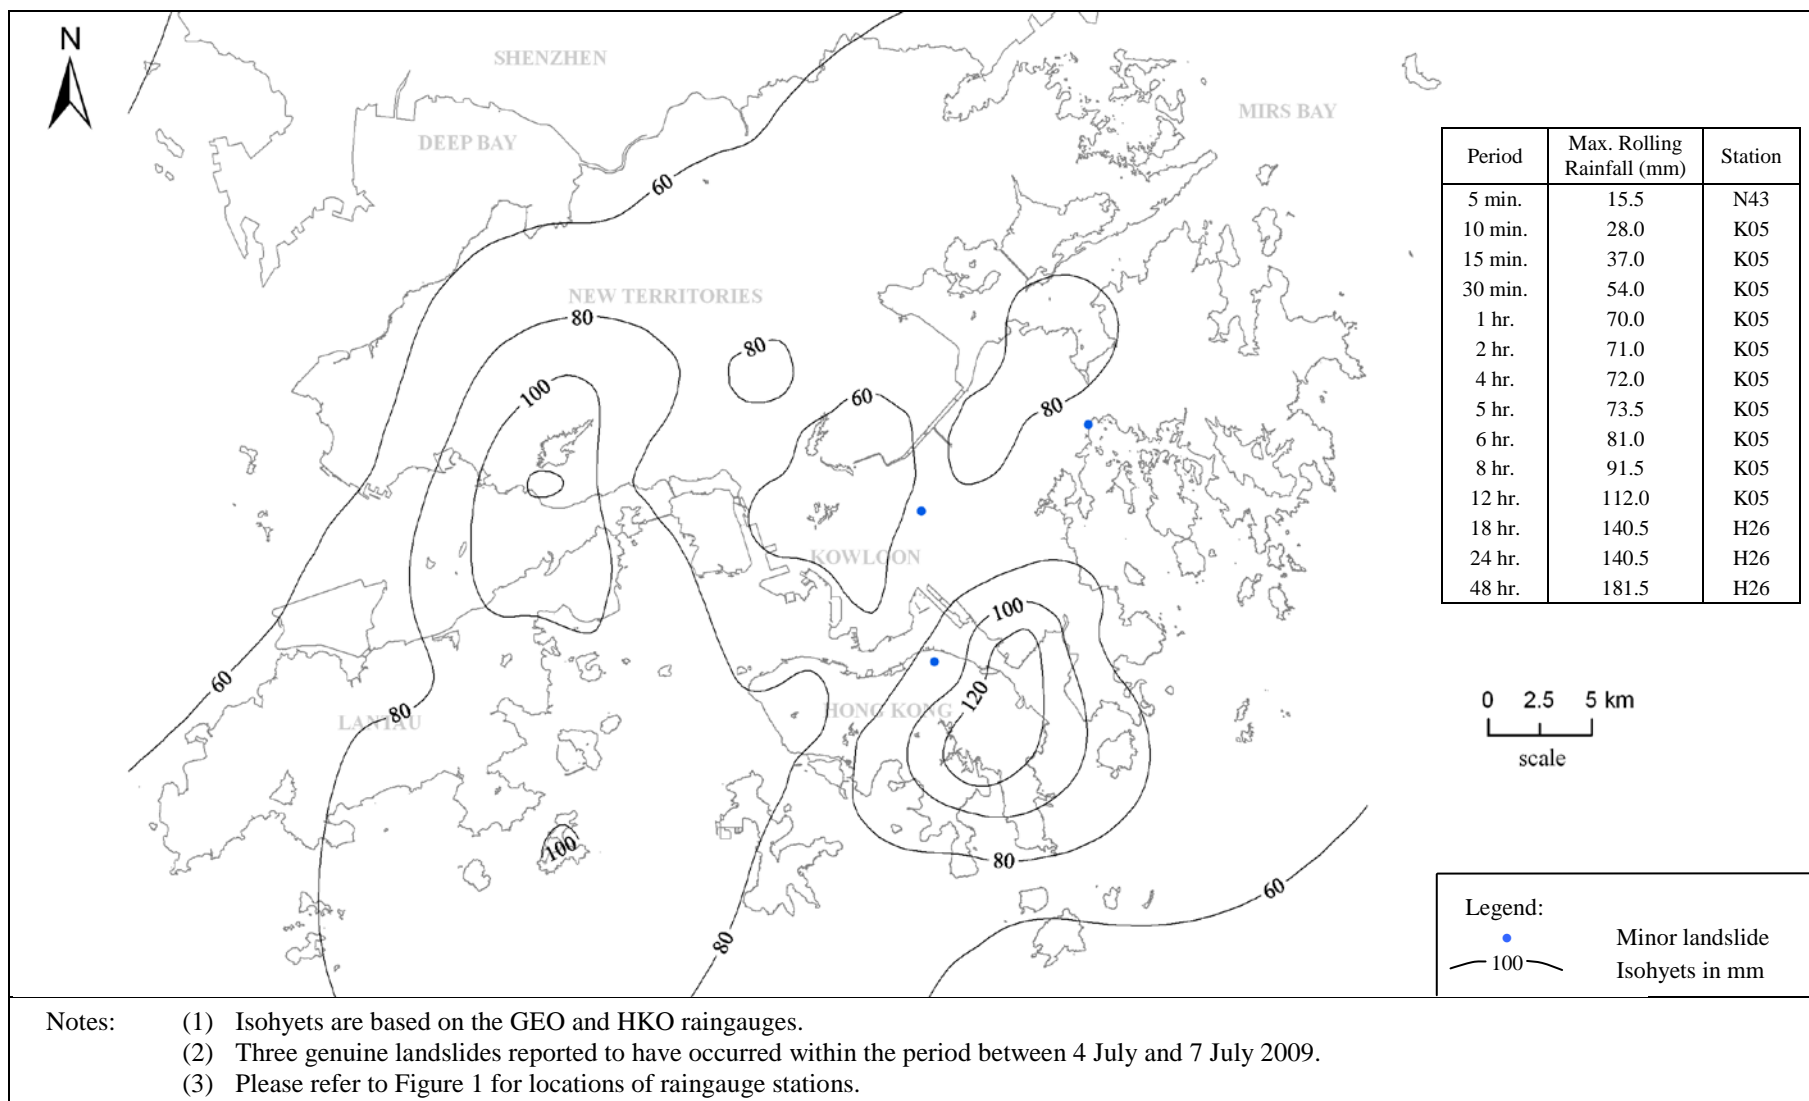 N
SHENZHEN
MIRS BAY
DEEP BAY
60
NEW TERRITORIES
80
80
100
60
80
KOWLOON
100
60
120
80
LANTAU
HONG KONG
100
80
60
80
Period Max. Rolling Rainfall (mm) Station
5 min. 15.5 N43
10 min. 28.0 K05
15 min. 37.0 K05
30 min. 54.0 K05
1 hr. 70.0 K05
2 hr. 71.0 K05
4 hr. 72.0 K05
5 hr. 73.5 K05
6 hr. 81.0 K05
8 hr. 91.5 K05
12 hr. 112.0 K05
18 hr. 140.5 H26
24 hr. 140.5 H26
48 hr. 181.5 H26
0 2.5 5 km
scale
Legend:
Minor landslide
100 Isohyets in mm
Notes: (1) Isohyets are based on the GEO and HKO raingauges.
(2) Three genuine landslides reported to have occurred within the period between 4 July and 7 July 2009.
(3) Please refer to Figure 1 for locations of raingauge stations.